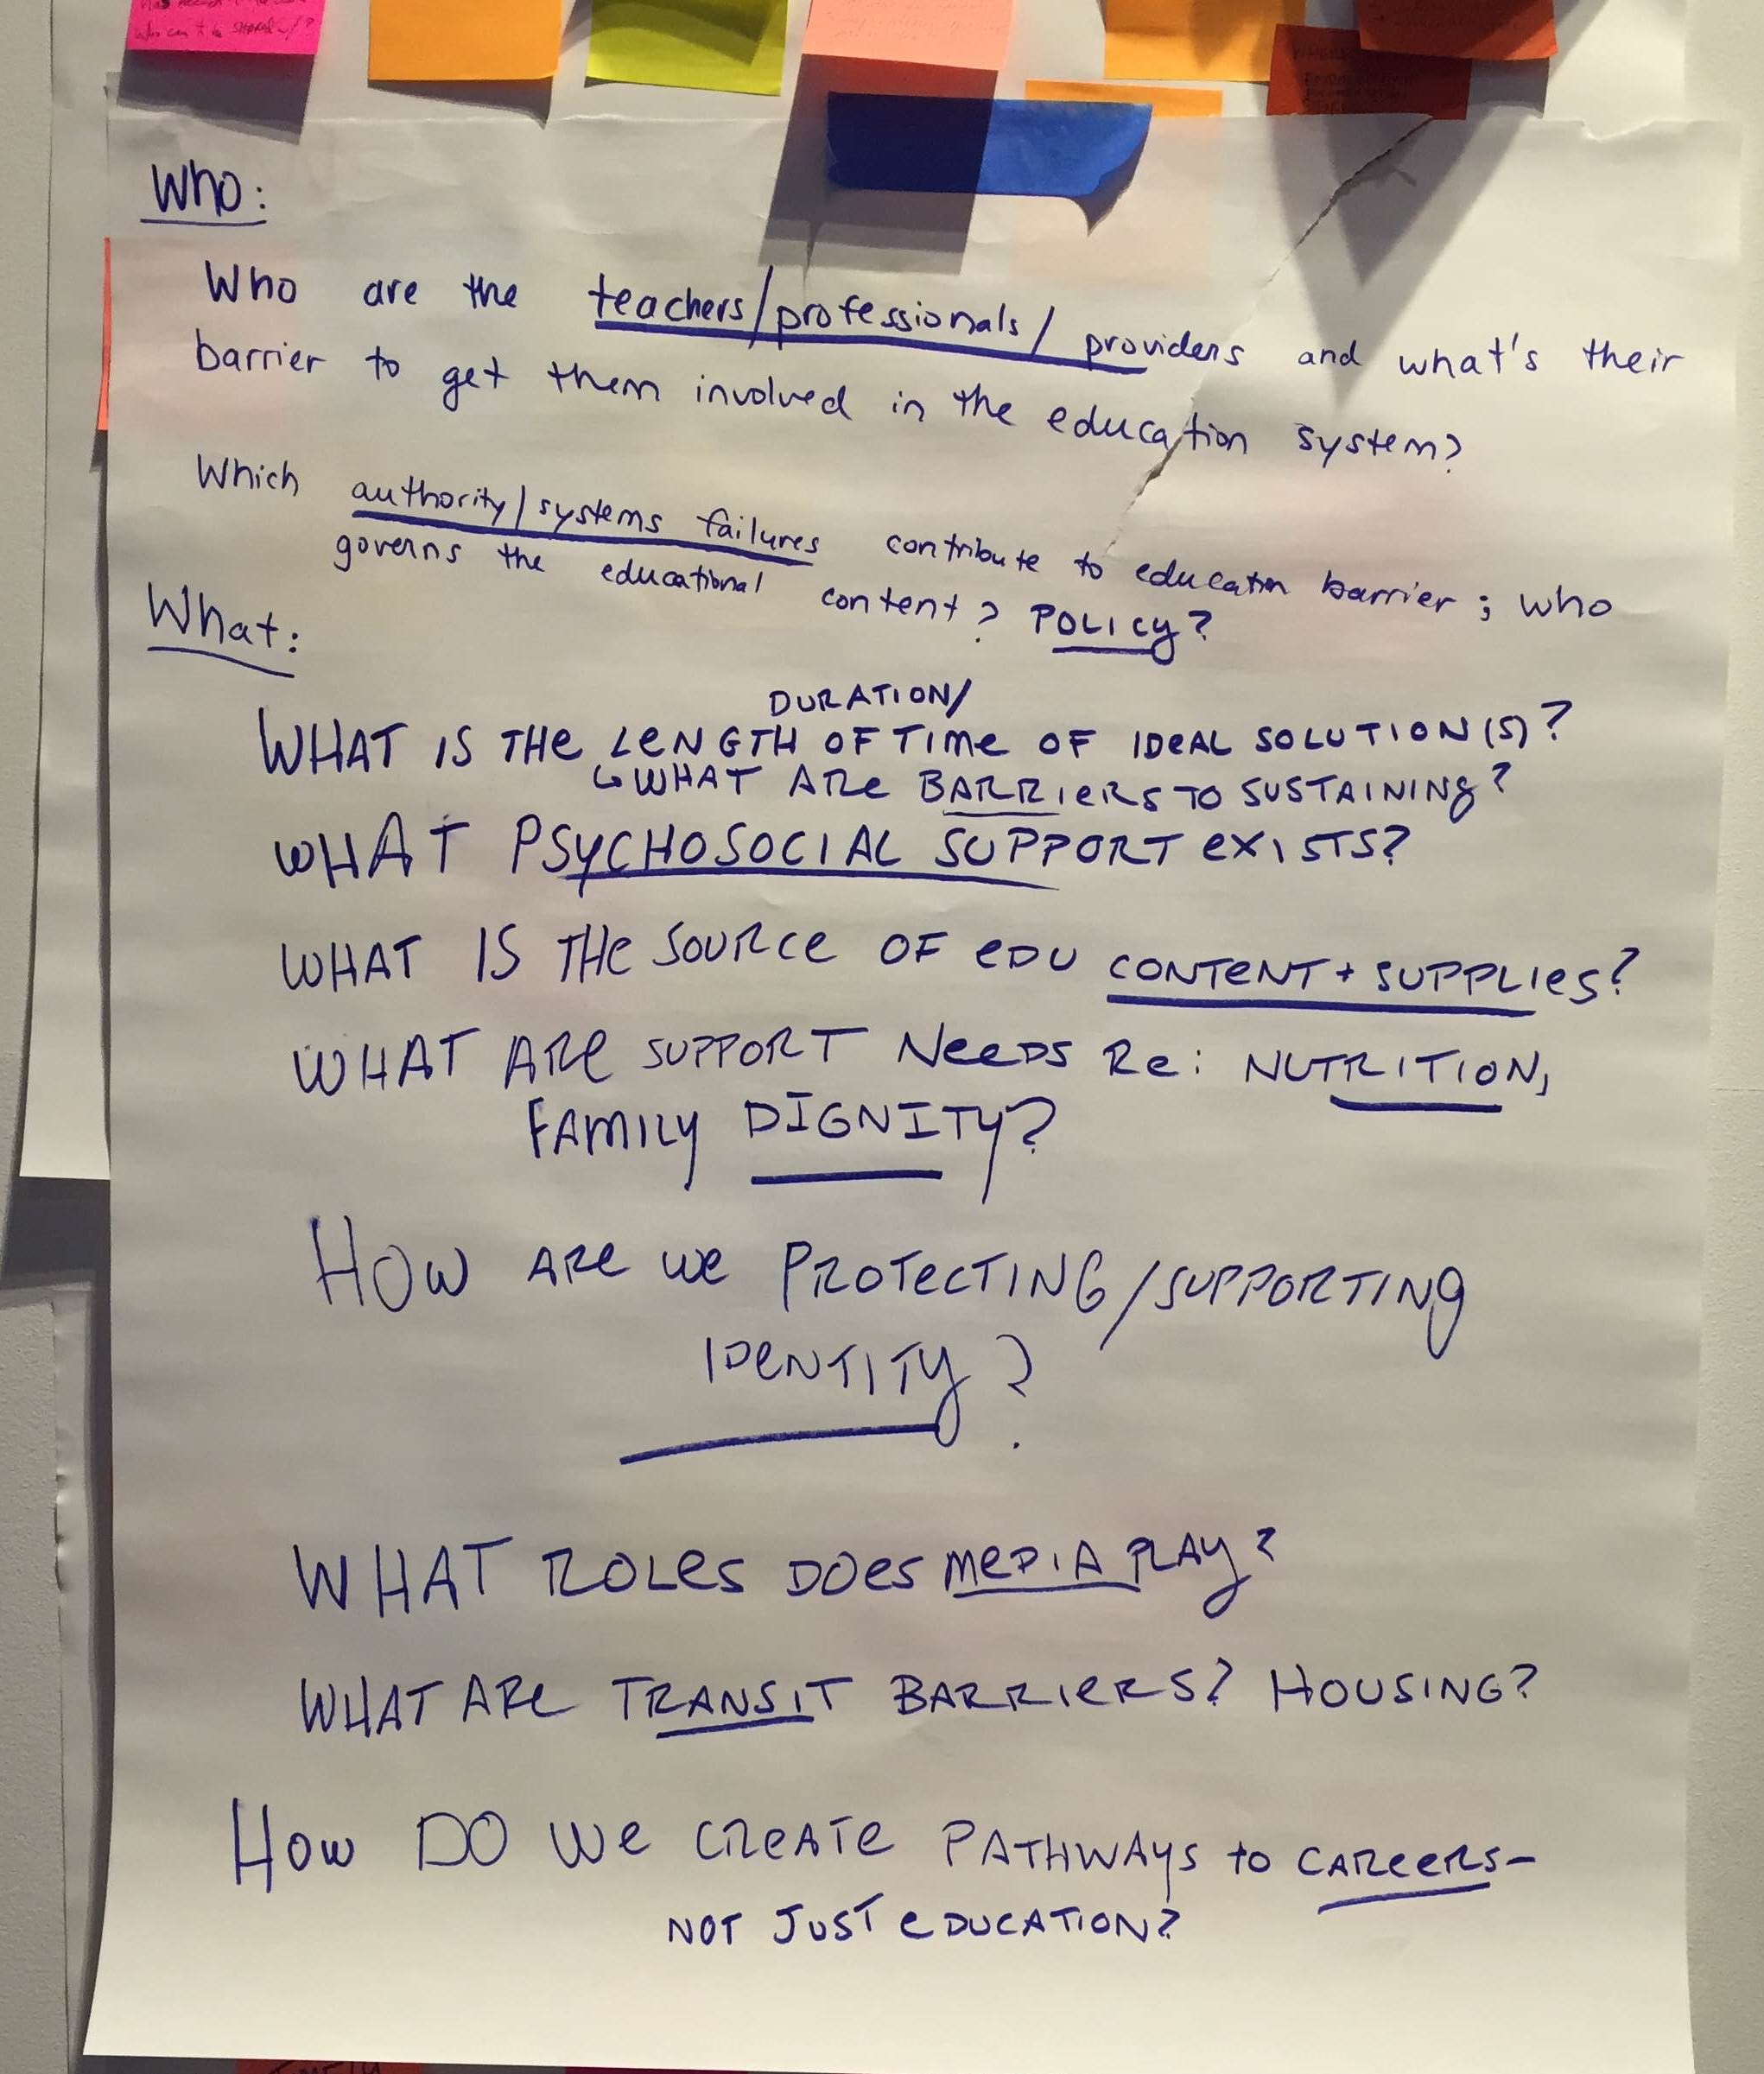 who can't be
Who:
Who are the teachers/professionals/ providers and what's their
barrier to get them involved in the education system?
Which authority/systems failures contribute to education barrier; who
governs the educational content? POLICY?
What:
DURATION/
WHAT IS THE LENGTH OF TIME OF IDEAL SOLUTION(S)?
↳WHAT ARE BARRIERS TO SUSTAINING?
WHAT PSYCHOSOCIAL SUPPORT EXISTS?
WHAT IS THE SOURCE OF EDU CONTENT + SUPPLIES?
WHAT ARE SUPPORT NEEDS RE: NUTRITION,
FAMILY DIGNITY?
HOW ARE WE PROTECTING/SUPPORTING
IDENTITY?
WHAT ROLES DOES MEDIA PLAY?
WHAT ARE TRANSIT BARRIERS? HOUSING?
HOW DO WE CREATE PATHWAYS to CAREERS-
NOT JUST EDUCATION?